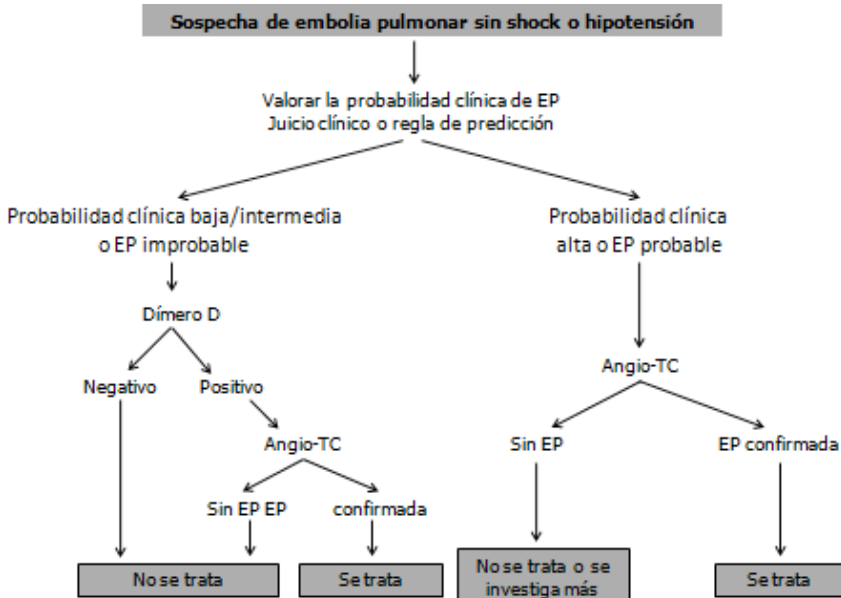 Sospecha de embolia pulmonar sin shock o hipotensión
Valorar la probabilidad clínica de EP
Juicio clínico o regla de predicción
Probabilidad clínica baja/intermedia
o EP improbable
Probabilidad clínica
alta o EP probable
Dímero D
Negativo
Positivo
Angio-TC
Angio-TC
Sin EP
EP confirmada
Sin EP EP
confirmada
No se trata
Se trata
No se trata o se
investiga más
Se trata